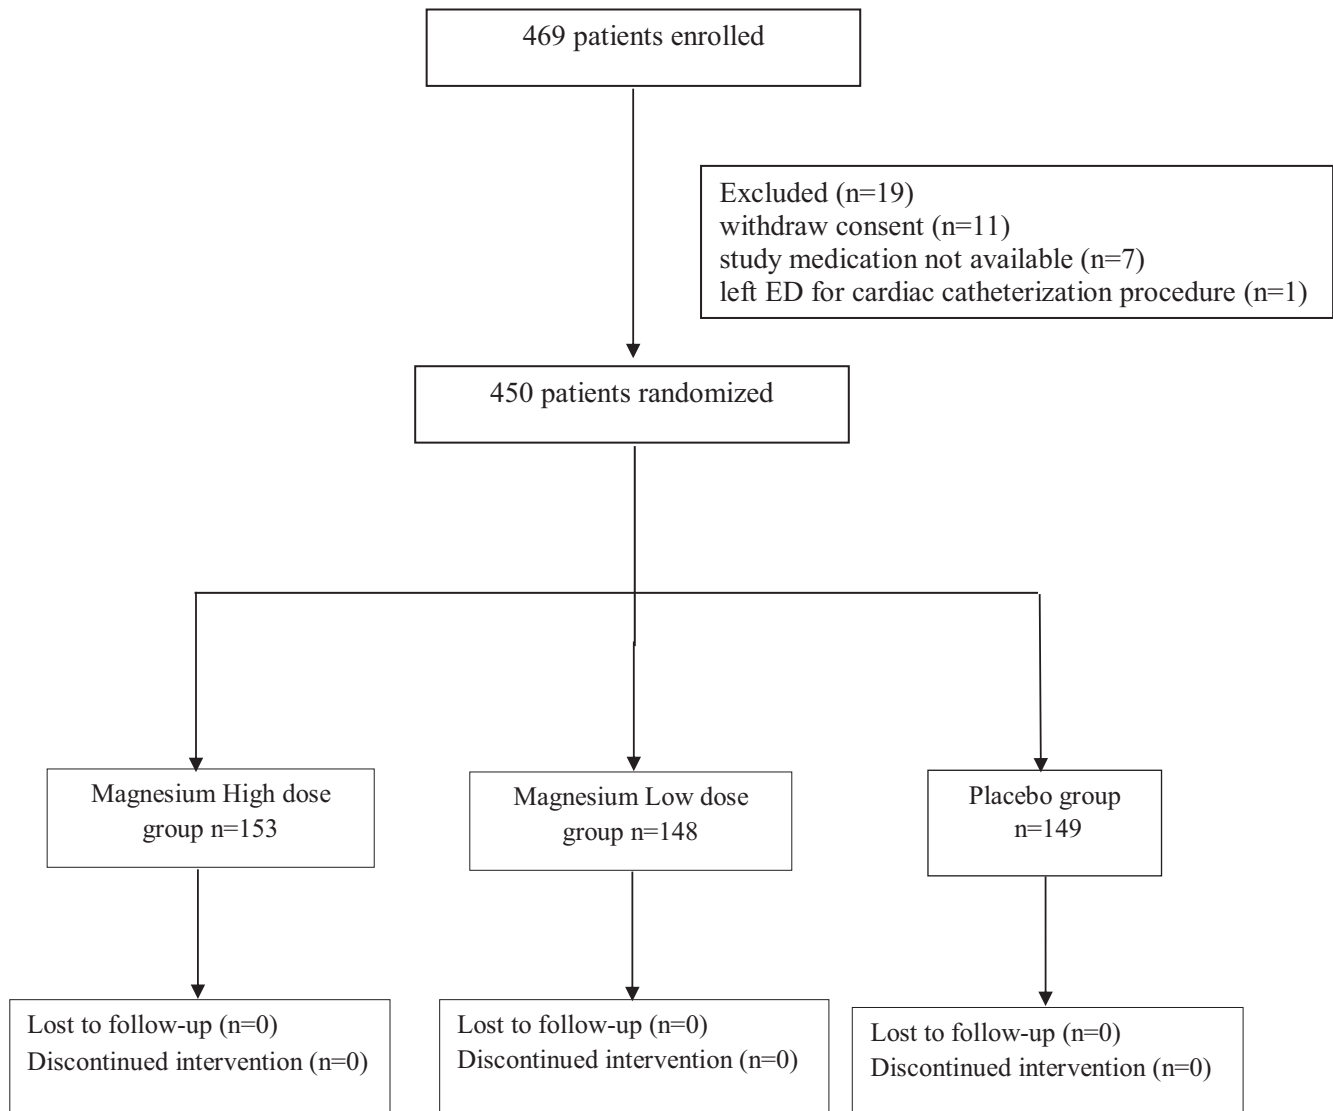 469 patients enrolled
Excluded (n=19)
withdraw consent (n=11)
study medication not available (n=7)
left ED for cardiac catheterization procedure (n=1)
450 patients randomized
Magnesium High dose
group n=153
Magnesium Low dose
group n=148
Placebo group
n=149
Lost to follow-up (n=0)
Discontinued intervention (n=0)
Lost to follow-up (n=0)
Discontinued intervention (n=0)
Lost to follow-up (n=0)
Discontinued intervention (n=0)